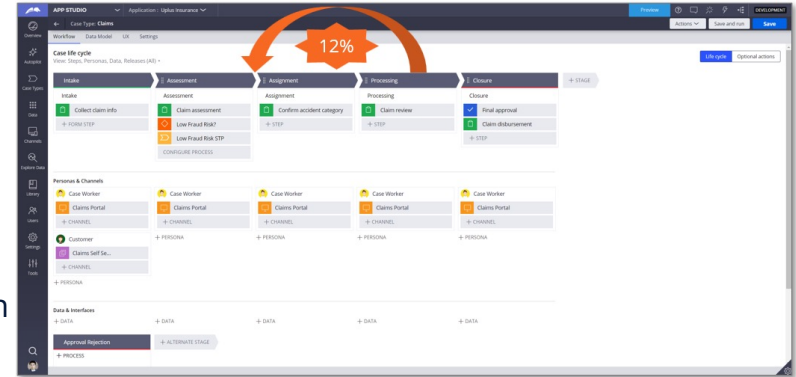 APP STUDIO
Application : Uplus Insurance
Preview
DEVELOPMENT
Case Type: Claims
Actions
Save and run
Save
Overview
Autopilot
Case Types
Data
Channels
Explore Data
Library
Users
Settings
Tools
Workflow Data Model UX Settings
Case life cycle
View: Steps, Personas, Data, Releases (All)
12%
Life cycle Optional actions
Intake Assessment Assignment Processing Closure + STAGE
Intake Assessment Assignment Processing Closure
Collect claim info Claim assessment Confirm accident category Claim review Final approval
+ FORM STEP Low Fraud Risk? + STEP + STEP Claim disbursement
Low Fraud Risk STP + STEP
CONFIGURE PROCESS
Personas & Channels
Case Worker Case Worker Case Worker Case Worker Case Worker
Claims Portal Claims Portal Claims Portal Claims Portal Claims Portal
+ CHANNEL + CHANNEL + CHANNEL + CHANNEL + CHANNEL
Customer + PERSONA + PERSONA + PERSONA + PERSONA
Claims Self Se...
+ CHANNEL
+ PERSONA
Data & Interfaces
+ DATA + DATA + DATA + DATA + DATA
Approval Rejection + ALTERNATE STAGE
+ PROCESS